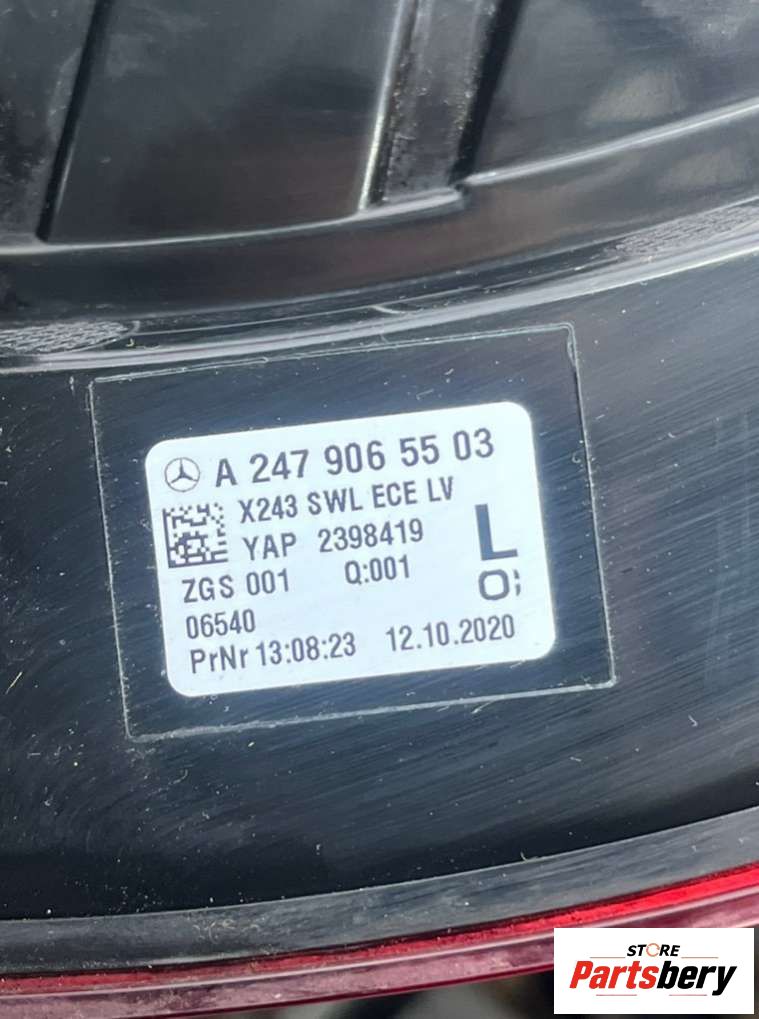 A 247 906 55 03
X243 SWL ECE LV
YAP 2398419
L
ZGS 001 Q:001
06540
PrNr 13:08:23 12.10.2020
STORE
Partsbery